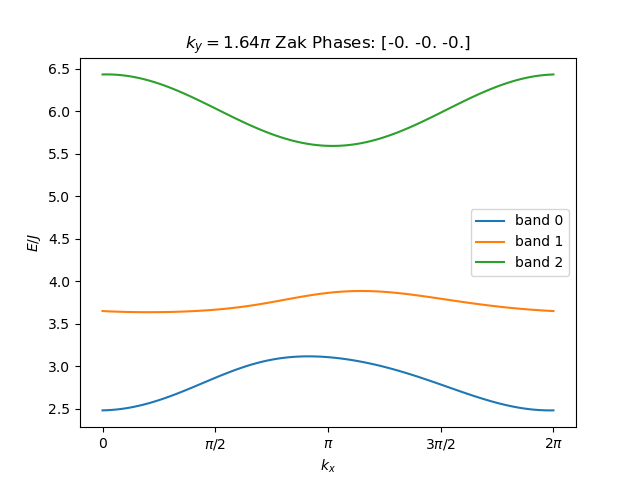 k_y = 1.64π Zak Phases: [-0. -0. -0.]
6.5
6.0
5.5
5.0
4.5
4.0
3.5
3.0
2.5
E/J
band 0
band 1
band 2
0
π/2
π
3π/2
2π
k_x